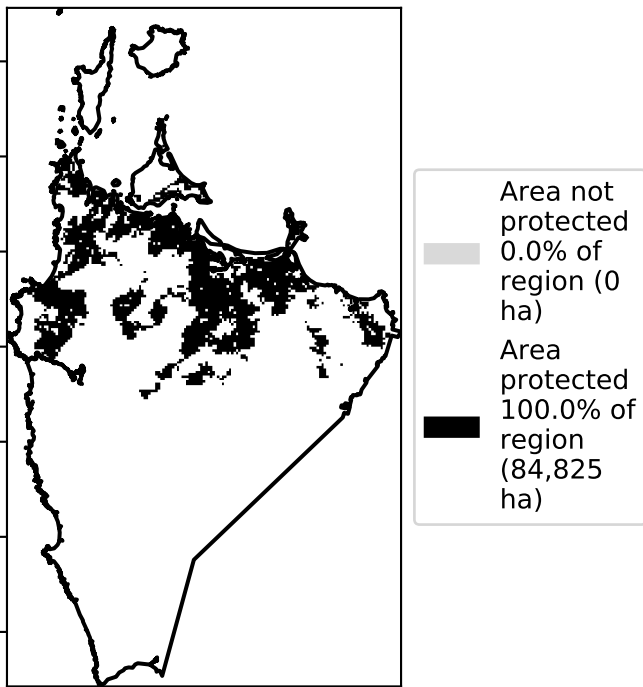 Area not
protected
0.0% of
region (0
ha)
Area
protected
100.0% of
region
(84,825
ha)